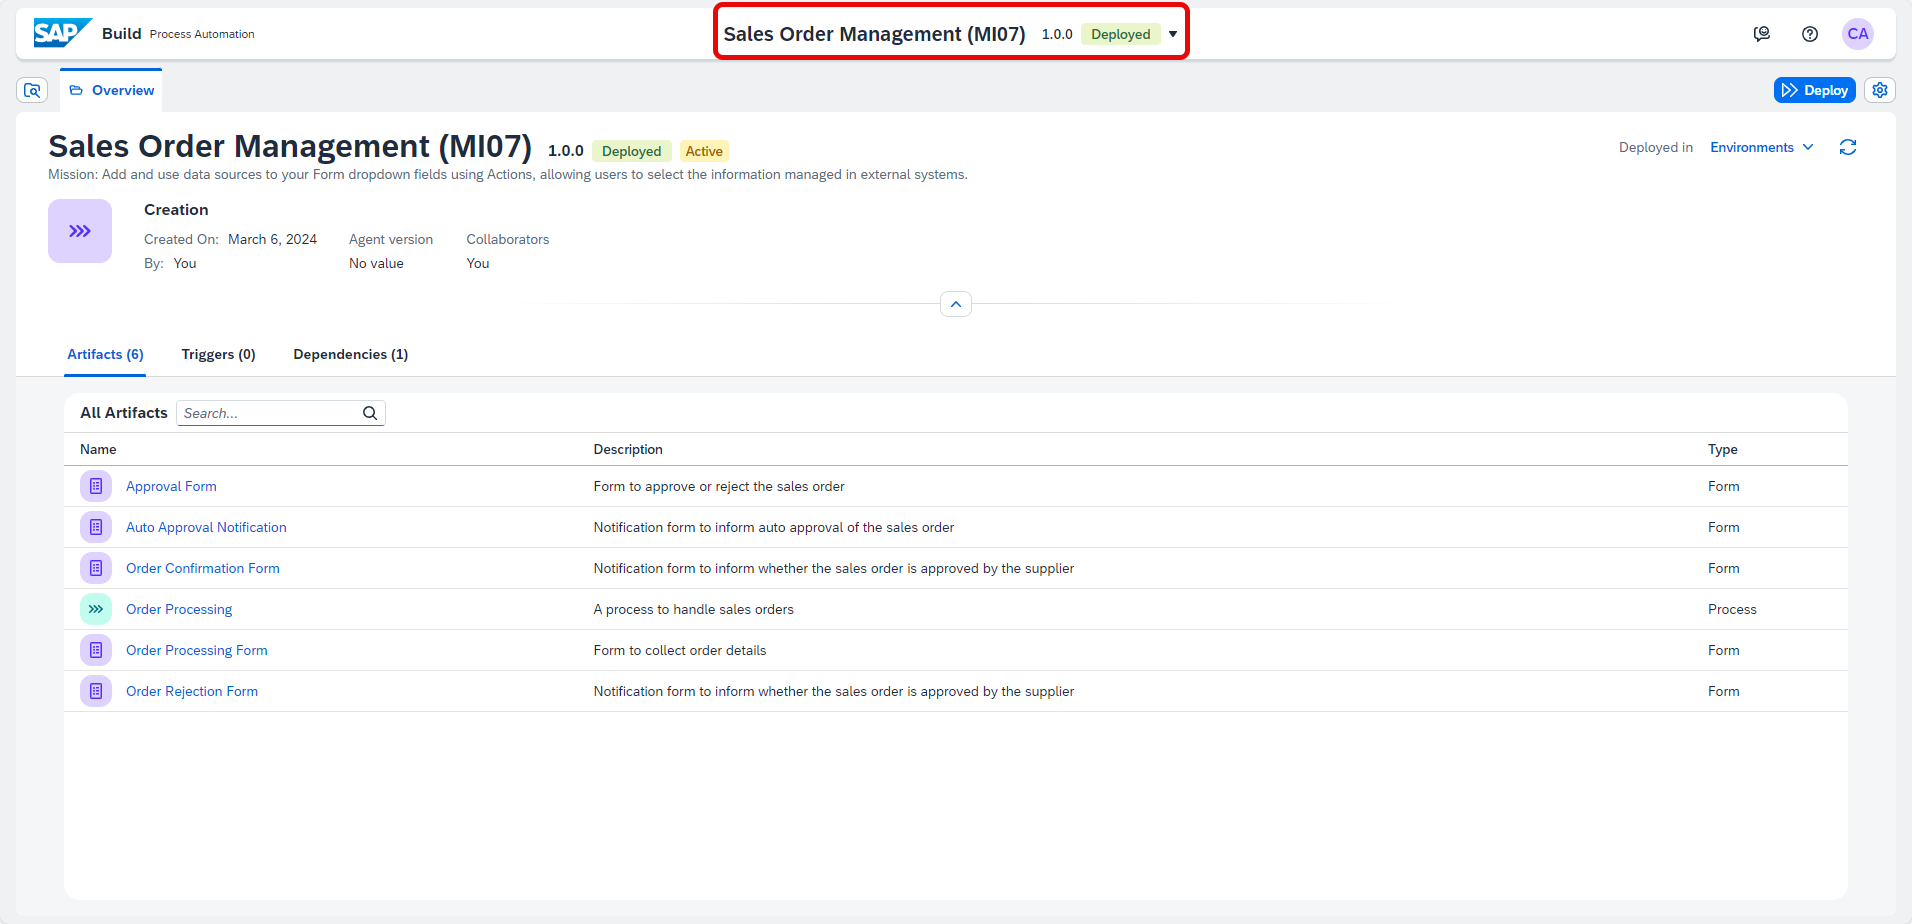 SAP Build Process Automation
Sales Order Management (MI07) 1.0.0 Deployed
CA
Overview
Deploy
Sales Order Management (MI07) 1.0.0 Deployed Active
Deployed in Environments
Mission: Add and use data sources to your Form dropdown fields using Actions, allowing users to select the information managed in external systems.
Creation
Created On: March 6, 2024 Agent version Collaborators
By: You No value You
Artifacts (6) Triggers (0) Dependencies (1)
All Artifacts Search...
Name Description Type
Approval Form Form to approve or reject the sales order Form
Auto Approval Notification Notification form to inform auto approval of the sales order Form
Order Confirmation Form Notification form to inform whether the sales order is approved by the supplier Form
Order Processing A process to handle sales orders Process
Order Processing Form Form to collect order details Form
Order Rejection Form Notification form to inform whether the sales order is approved by the supplier Form